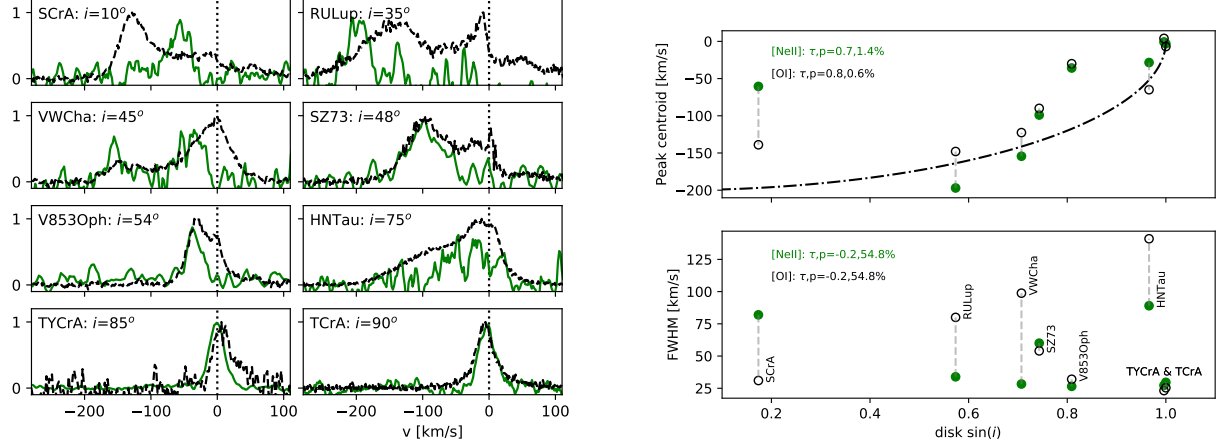 SCrA: i=10°
RULup: i=35°
1
0
VWCha: i=45°
SZ73: i=48°
1
0
V853Oph: i=54°
HNTau: i=75°
1
0
TYCrA: i=85°
TCrA: i=90°
1
0
−200
−100
0
100
−200
−100
0
100
v [km/s]
Peak centroid [km/s]
0
−50
−100
−150
−200
[NeII]: τ,p=0.7,1.4%
[OI]: τ,p=0.8,0.6%
FWHM [km/s]
125
100
75
50
25
[NeII]: τ,p=-0.2,54.8%
[OI]: τ,p=-0.2,54.8%
SCrA
RULup
VWCha
SZ73
V853Oph
HNTau
TYCrA & TCrA
0.2
0.4
0.6
0.8
1.0
disk sin(i)